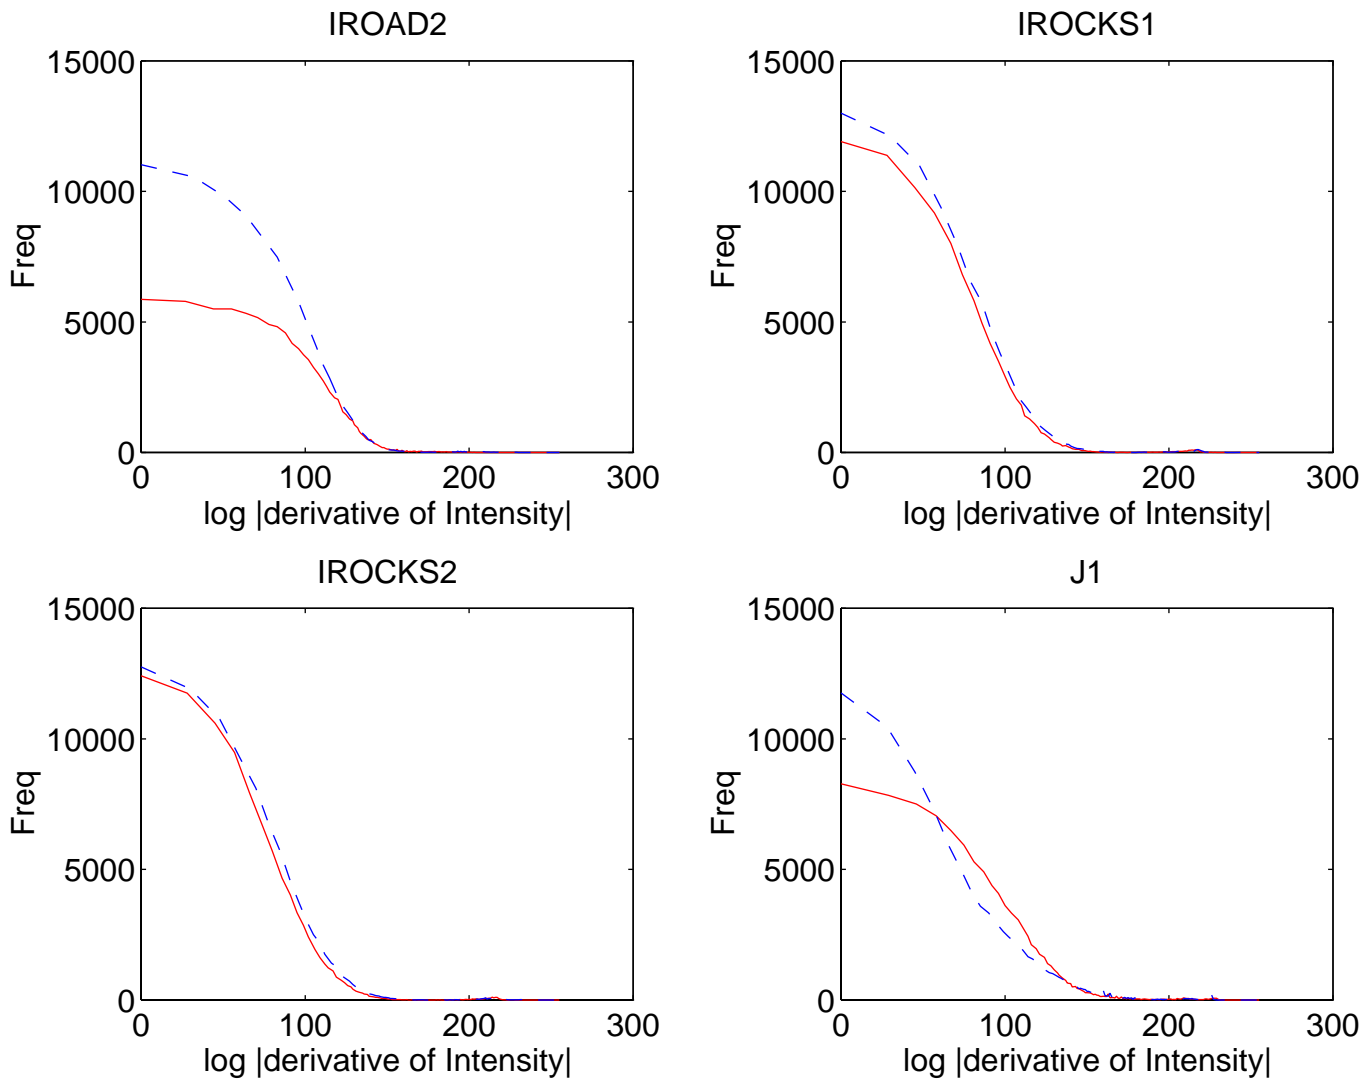 IROAD2
15000
10000
5000
0
Freq
0 100 200 300
log |derivative of Intensity|
IROCKS1
15000
10000
5000
0
Freq
0 100 200 300
log |derivative of Intensity|
IROCKS2
15000
10000
5000
0
Freq
0 100 200 300
log |derivative of Intensity|
J1
15000
10000
5000
0
Freq
0 100 200 300
log |derivative of Intensity|